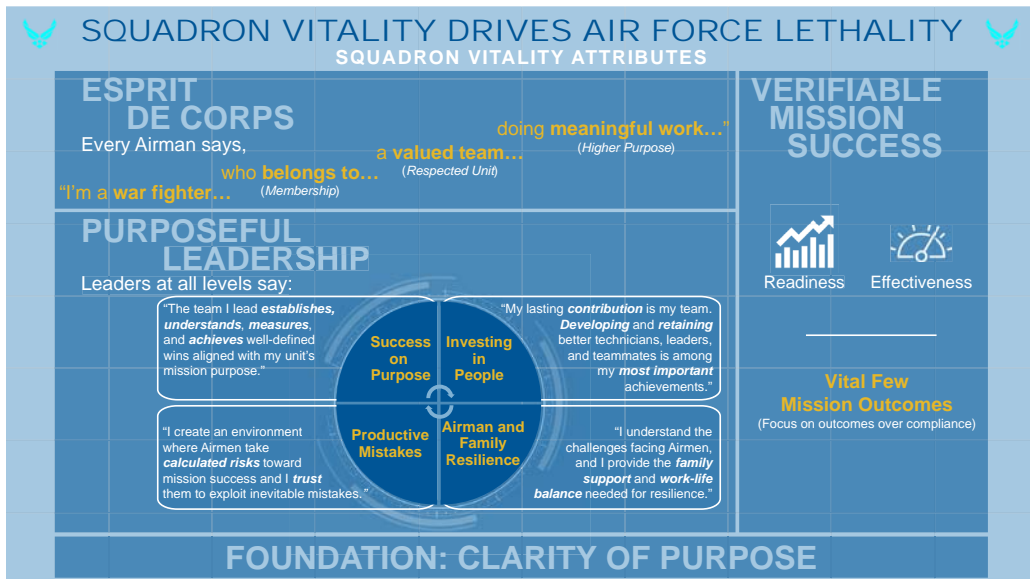 SQUADRON VITALITY DRIVES AIR FORCE LETHALITY
SQUADRON VITALITY ATTRIBUTES
ESPRIT
DE CORPS
Every Airman says,
“I’m a war fighter…
who belongs to…
(Membership)
a valued team…
(Respected Unit)
doing meaningful work…”
(Higher Purpose)
PURPOSEFUL
LEADERSHIP
Leaders at all levels say:
“The team I lead establishes,
understands, measures,
and achieves well-defined
wins aligned with my unit’s
mission purpose.”
Success
on
Purpose
Investing
in
People
“My lasting contribution is my team.
Developing and retaining
better technicians, leaders,
and teammates is among
my most important
achievements.”
“I create an environment
where Airmen take
calculated risks toward
mission success and I trust
them to exploit inevitable mistakes.”
Productive
Mistakes
Airman and
Family
Resilience
“I understand the
challenges facing Airmen,
and I provide the family
support and work-life
balance needed for resilience.”
VERIFIABLE
MISSION
SUCCESS
Readiness
Effectiveness
Vital Few
Mission Outcomes
(Focus on outcomes over compliance)
FOUNDATION: CLARITY OF PURPOSE